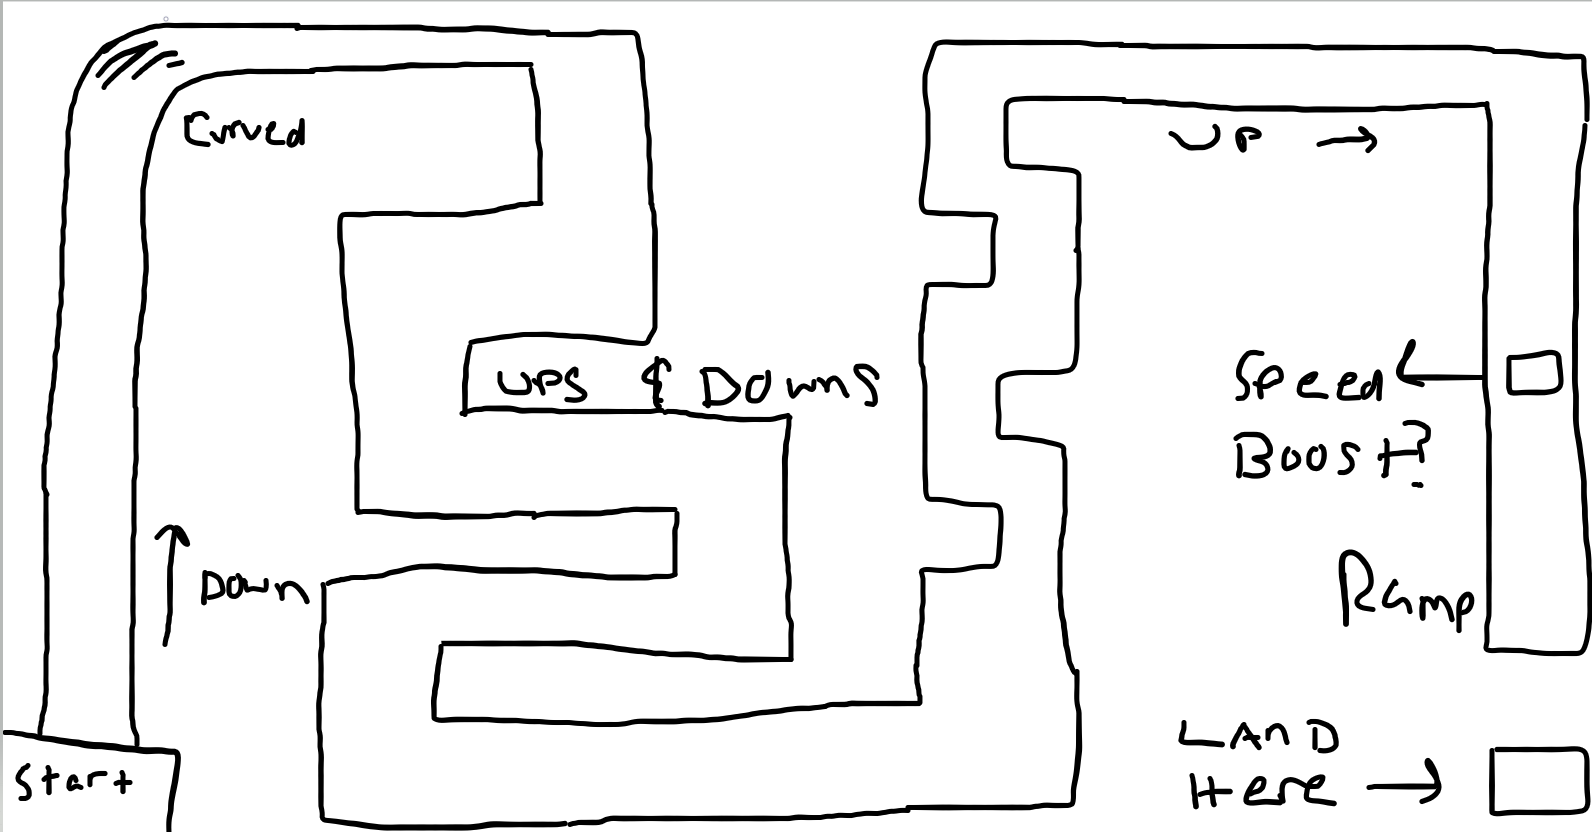 Curved
UP →
UPS & Downs
Speed
Boost?
Down
Ramp
Start
LAND
Here →